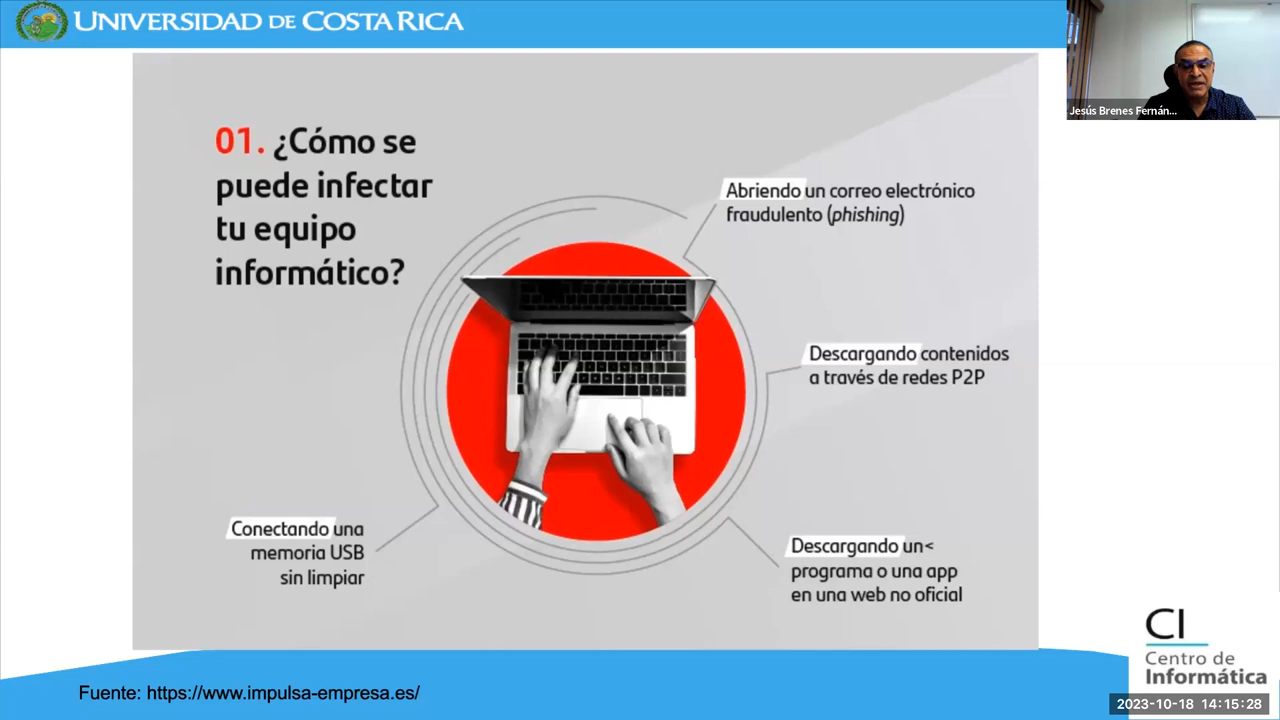 UNIVERSIDAD DE COSTA RICA
Jesús Brenes Fernán...
01. ¿Cómo se
puede infectar
tu equipo
informático?
Abriendo un correo electrónico
fraudulento (phishing)
Descargando contenidos
a través de redes P2P
Conectando una
memoria USB
sin limpiar
Descargando un<
programa o una app
en una web no oficial
CI
Centro de
Informática
Fuente: https://www.impulsa-empresa.es/
2023-10-18 14:15:28